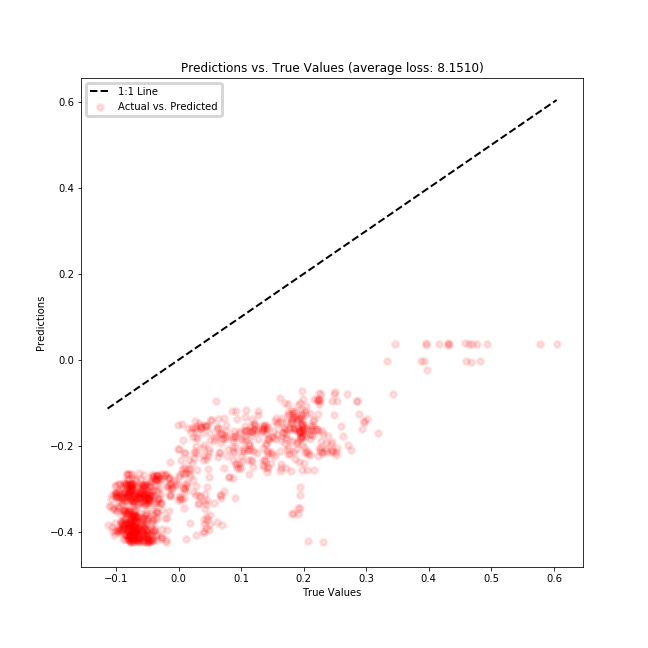 Predictions vs. True Values (average loss: 8.1510)
1:1 Line
Actual vs. Predicted
0.6
0.4
0.2
0.0
−0.2
−0.4
Predictions
−0.1
0.0
0.1
0.2
0.3
0.4
0.5
0.6
True Values